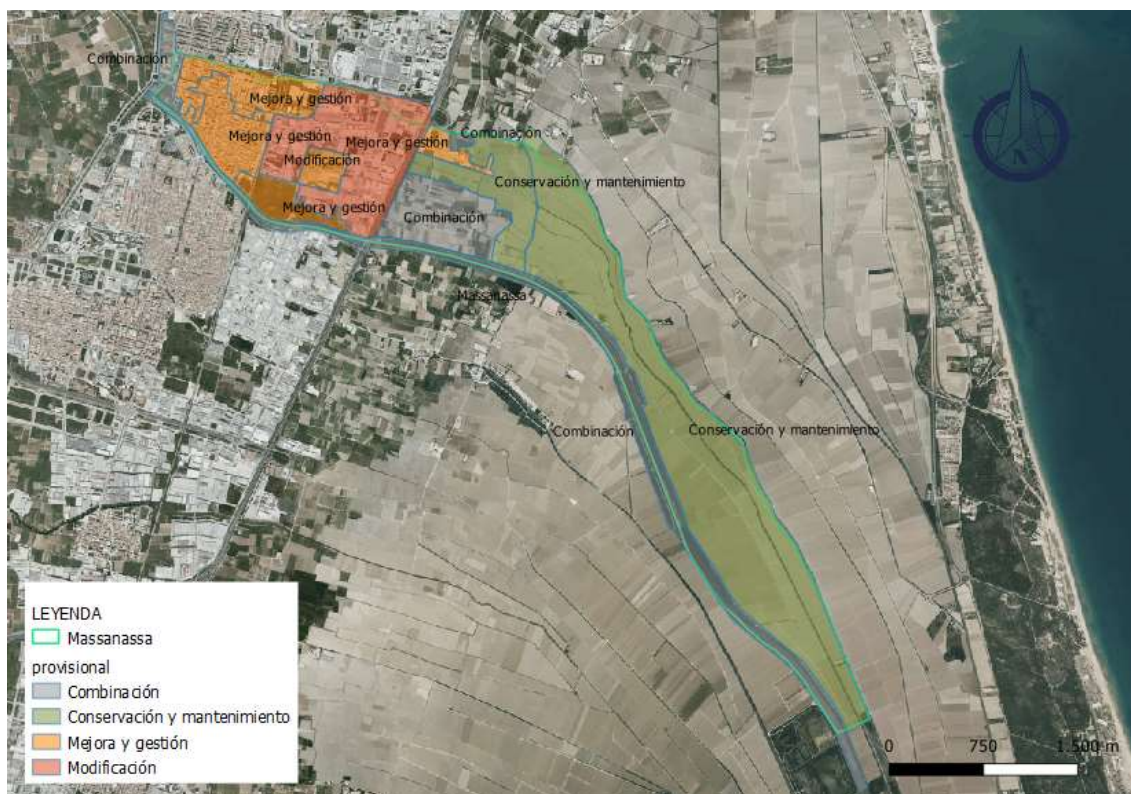 Combinación
Mejora y gestión
Combinación
Mejora y gestión
Mejora y gestión
Modificación
Conservación y mantenimiento
Mejora y gestión
Combinación
Massanassa
Combinación
Conservación y mantenimiento
N
LEYENDA
Massanassa
provisional
Combinación
Conservación y mantenimiento
Mejora y gestión
Modificación
0 750 1.500 m